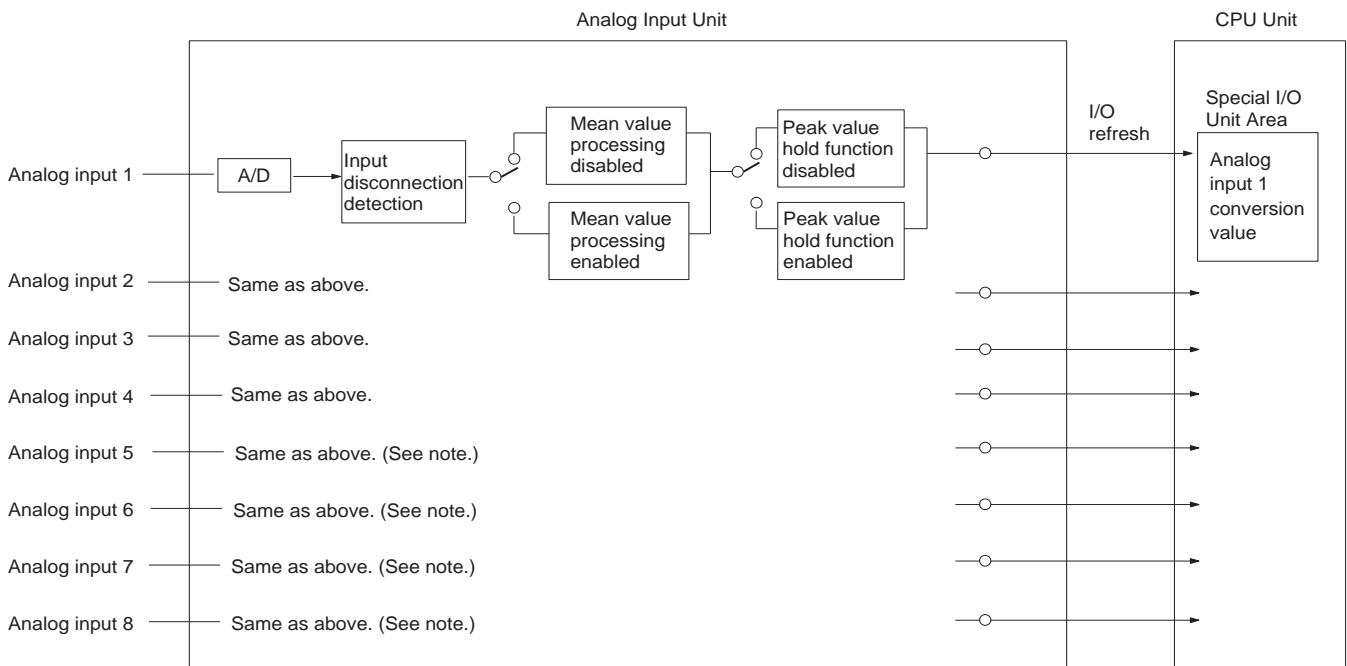 Analog Input Unit
CPU Unit
Analog input 1
A/D
Input
disconnection
detection
Mean value
processing
disabled
Mean value
processing
enabled
Peak value
hold function
disabled
Peak value
hold function
enabled
I/O
refresh
Special I/O
Unit Area
Analog
input 1
conversion
value
Analog input 2
Same as above.
Analog input 3
Same as above.
Analog input 4
Same as above.
Analog input 5
Same as above. (See note.)
Analog input 6
Same as above. (See note.)
Analog input 7
Same as above. (See note.)
Analog input 8
Same as above. (See note.)